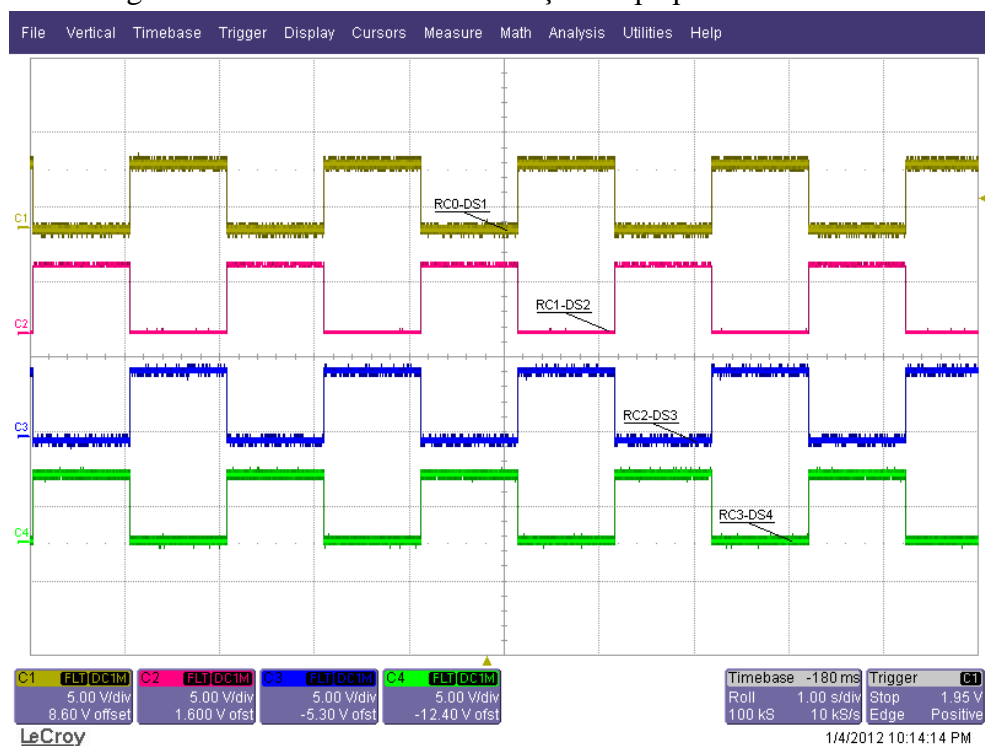 File Vertical Timebase Trigger Display Cursors Measure Math Analysis Utilities Help
C1
RC0-DS1
C2
RC1-DS2
C3
RC2-DS3
C4
RC3-DS4
C1 FLT DC1M C2 FLT DC1M C3 FLT DC1M C4 FLT DC1M Timebase -180 ms Trigger C1
5.00 V/div 5.00 V/div 5.00 V/div 5.00 V/div Roll 1.00 s/div Stop 1.95 V
8.60 V offset 1.600 V ofst -5.30 V ofst -12.40 V ofst 100 kS 10 kS/s Edge Positive
LeCroy 1/4/2012 10:14:14 PM